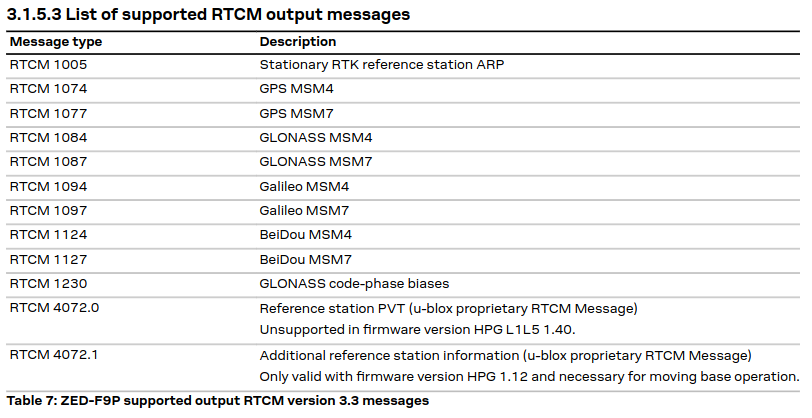 3.1.5.3 List of supported RTCM output messages
Message type Description
RTCM 1005 Stationary RTK reference station ARP
RTCM 1074 GPS MSM4
RTCM 1077 GPS MSM7
RTCM 1084 GLONASS MSM4
RTCM 1087 GLONASS MSM7
RTCM 1094 Galileo MSM4
RTCM 1097 Galileo MSM7
RTCM 1124 BeiDou MSM4
RTCM 1127 BeiDou MSM7
RTCM 1230 GLONASS code-phase biases
RTCM 4072.0 Reference station PVT (u-blox proprietary RTCM Message)
Unsupported in firmware version HPG L1L5 1.40.
RTCM 4072.1 Additional reference station information (u-blox proprietary RTCM Message)
Only valid with firmware version HPG 1.12 and necessary for moving base operation.
Table 7: ZED-F9P supported output RTCM version 3.3 messages